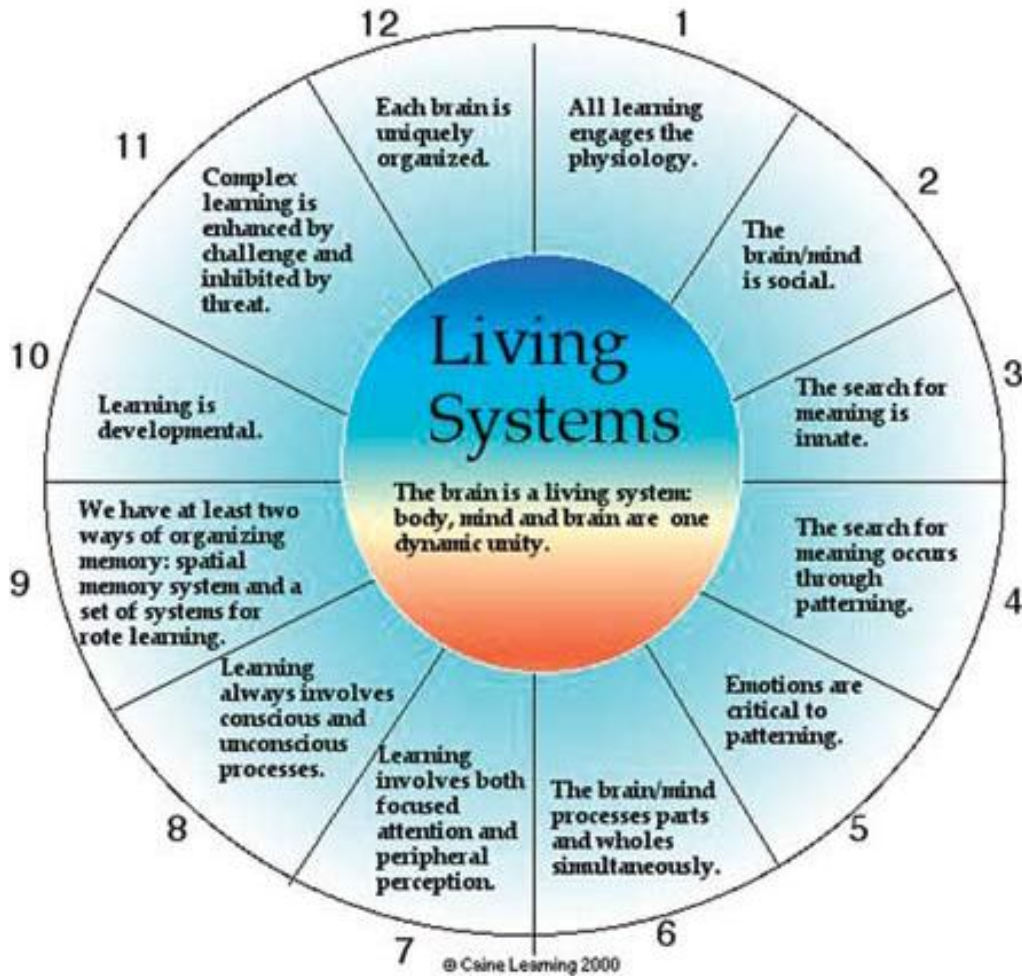 12
1
Each brain is
uniquely
organized.
All learning
engages the
physiology.
11
2
Complex
learning is
enhanced by
challenge and
inhibited by
threat.
The
brain/mind
is social.
10
3
Living
Systems
The brain is a living system:
body, mind and brain are one
dynamic unity.
Learning is
developmental.
The search for
meaning is
innate.
9
4
We have at least two
ways of organizing
memory: spatial
memory system and a
set of systems for
rote learning.
The search for
meaning occurs
through
patterning.
8
5
Learning
always involves
conscious and
unconscious
processes.
Emotions are
critical to
patterning.
7
6
Learning
involves both
focused
attention and
peripheral
perception.
The brain/mind
processes parts
and wholes
simultaneously.
© Caine Learning 2000